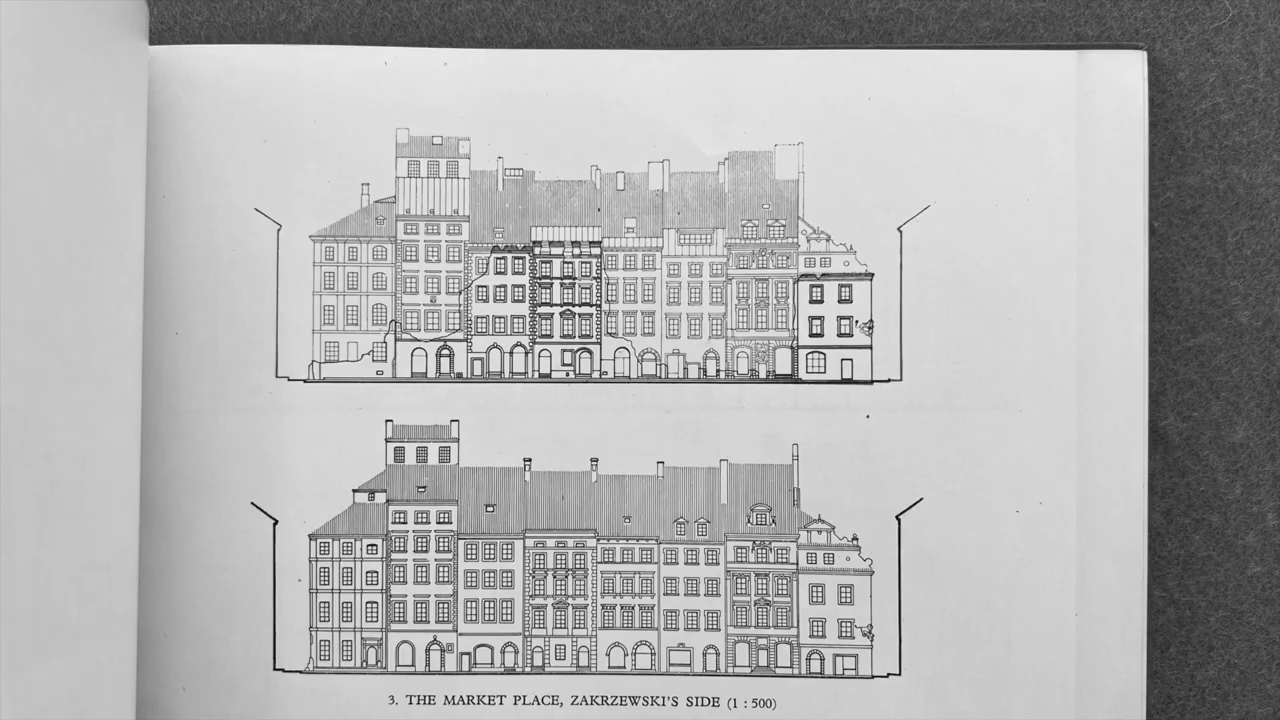 3. THE MARKET PLACE, ZAKRZEWSKI'S SIDE (1 : 500)